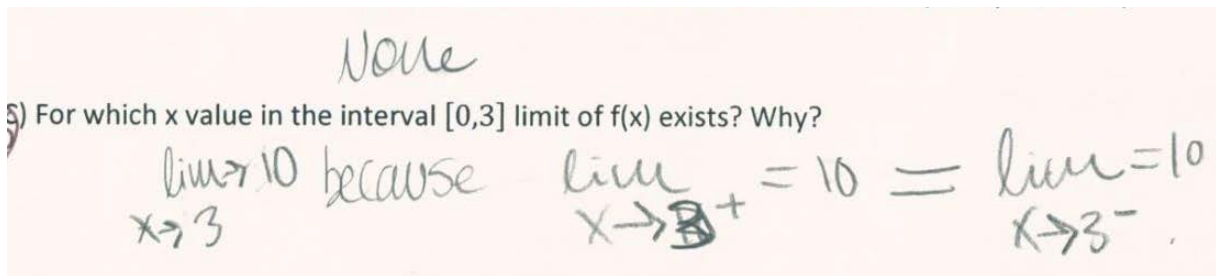 None
5) For which x value in the interval [0,3] limit of f(x) exists? Why?
lim→10 because lim = 10 = lim=10
x→3 x→3+ x→3-